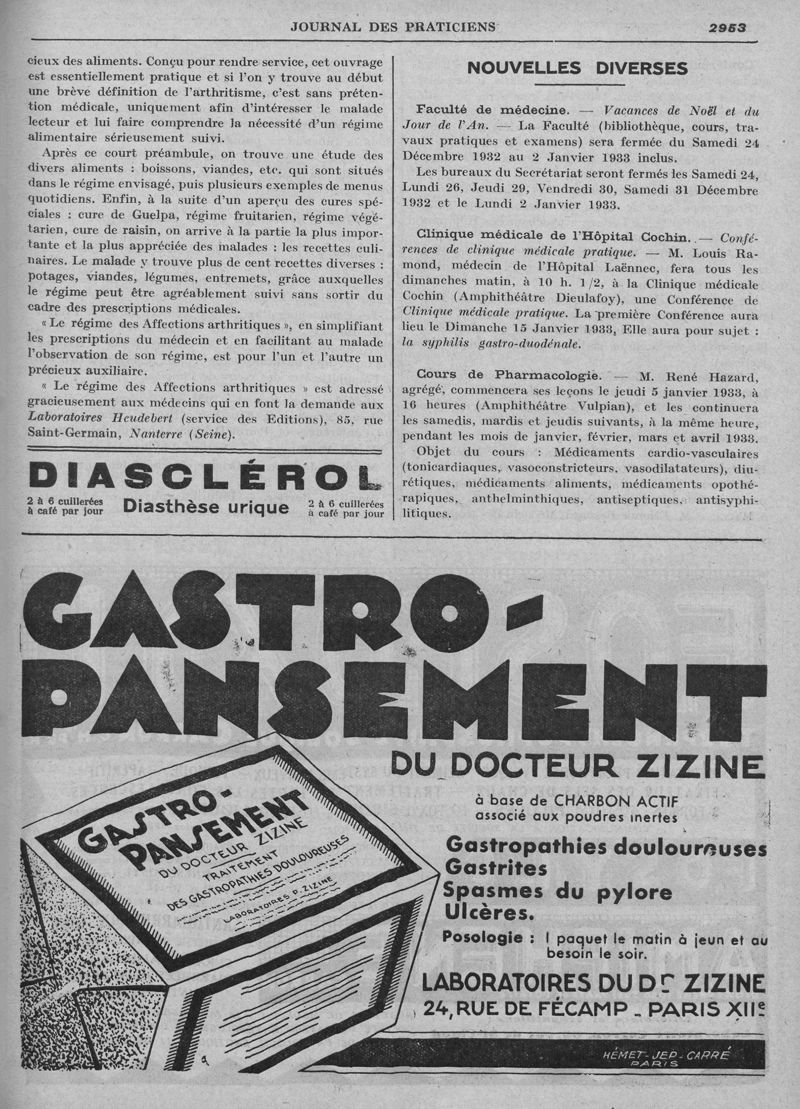 JOURNAL DES PRATICIENS
2953
cieux des aliments. Conçu pour rendre service, cet ouvrage
est essentiellement pratique et si l'on y trouve au début
une brève définition de l'arthritisme, c'est sans préten-
tion médicale, uniquement afin d'intéresser le malade
lecteur et lui faire comprendre la nécessité d'un régime
alimentaire sérieusement suivi.
Après ce court préambule, on trouve une étude des
divers aliments : boissons, viandes, etc. qui sont situés
dans le régime envisagé, puis plusieurs exemples de menus
quotidiens. Enfin, à la suite d'un aperçu des cures spé-
ciales : cure de Guelpa, régime fruitarien, régime végé-
tarien, cure de raisin, on arrive à la partie la plus impor-
tante et la plus appréciée des malades : les recettes culi-
naires. Le malade y trouve plus de cent recettes diverses :
potages, viandes, légumes, entremets, grâce auxquelles
le régime peut être agréablement suivi sans sortir du
cadre des prescriptions médicales.
« Le régime des Affections arthritiques », en simplifiant
les prescriptions du médecin et en facilitant au malade
l'observation de son régime, est pour l'un et l'autre un
précieux auxiliaire.
« Le régime des Affections arthritiques » est adressé
gracieusement aux médecins qui en font la demande aux
Laboratoires Heudebert (service des Editions), 85, rue
Saint-Germain, Nanterre (Seine).
DIASCLÉROL
2 à 6 cuillerées
à café par jour
Diasthèse urique
2 à 6 cuillerées
à café par jour
NOUVELLES DIVERSES
Faculté de médecine. — Vacances de Noël et du
Jour de l'An. — La Faculté (bibliothèque, cours, tra-
vaux pratiques et examens) sera fermée du Samedi 24
Décembre 1932 au 2 Janvier 1933 inclus.
Les bureaux du Secrétariat seront fermés les Samedi 24,
Lundi 26, Jeudi 29, Vendredi 30, Samedi 31 Décembre
1932 et le Lundi 2 Janvier 1933.
Clinique médicale de l'Hôpital Cochin. — Confé-
rences de clinique médicale pratique. — M. Louis Ra-
mond, médecin de l'Hôpital Laënnec, fera tous les
dimanches matin, à 10 h. 1/2, à la Clinique médicale
Cochin (Amphithéâtre Dieulafoy), une Conférence de
Clinique médicale pratique. La première Conférence aura
lieu le Dimanche 15 Janvier 1933, Elle aura pour sujet :
la syphilis gastro-duodénale.
Cours de Pharmacologie. — M. René Hazard,
agrégé, commencera ses leçons le jeudi 5 janvier 1933, à
16 heures (Amphithéâtre Vulpian), et les continuera
les samedis, mardis et jeudis suivants, à la même heure,
pendant les mois de janvier, février, mars et avril 1933.
Objet du cours : Médicaments cardio-vasculaires
(tonicardiaques, vasoconstricteurs, vasodilatateurs), diu-
rétiques, médicaments aliments, médicaments opothé-
rapiques, anthelminthiques, antiseptiques, antisyphi-
litiques.
GASTRO-
PANSEMENT
DU DOCTEUR ZIZINE
à base de CHARBON ACTIF
associé aux poudres inertes
Gastropathies douloureuses
Gastrites
Spasmes du pylore
Ulcères.
Posologie : 1 paquet le matin à jeun et au
besoin le soir.
LABORATOIRES DU Dr ZIZINE
24, RUE DE FÉCAMP - PARIS XIIe
GASTRO-
PANSEMENT
DU DOCTEUR ZIZINE
TRAITEMENT
DES GASTROPATHIES DOULOUREUSES
LABORATOIRES P. ZIZINE
HÉMET-JEP-CARRÉ
PARIS